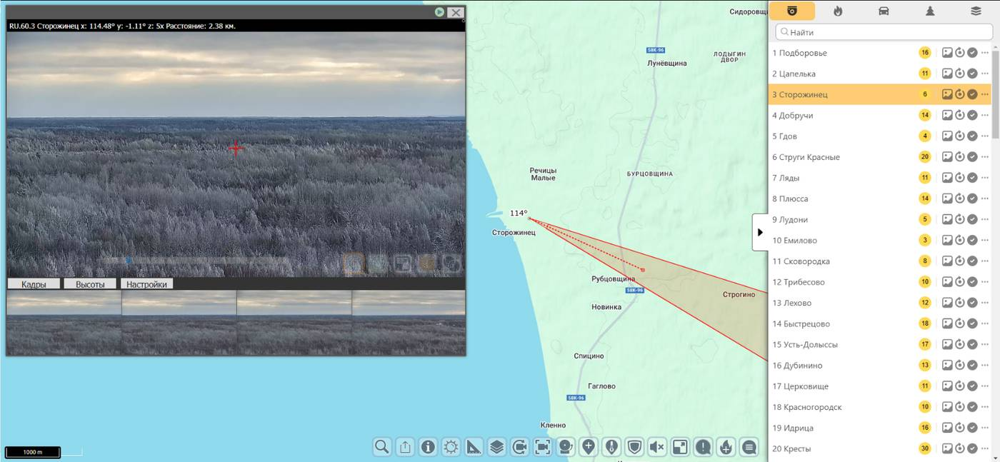 RU.60.3 Сторожинец x: 114.48° y: -1.11° z: 5x Расстояние: 2.38 км.
Кадры
Высоты
Настройки
Сидоровщи
58К-96
ЛОДЫГИН
ДВОР
Лунёвщина
Речицы
Малые
БУРЦОВЩИНА
114°
Сторожинец
Рубцовщина
58К-96
Строгино
Новинка
Спицино
Гаглово
58К-96
Кленно
1000 m
Найти
1 Подборовье 16
2 Цапелька 11
3 Сторожинец 6
4 Добручи 14
5 Гдов 4
6 Струги Красные 20
7 Ляды 11
8 Плюсса 14
9 Лудони 5
10 Емилово 3
11 Сковородка 8
12 Трибесово 10
13 Лехово 12
14 Быстрецово 18
15 Усть-Долыссы 17
16 Дубинино 13
17 Церковище 11
18 Красногородск 10
19 Идрица 16
20 Кресты 30